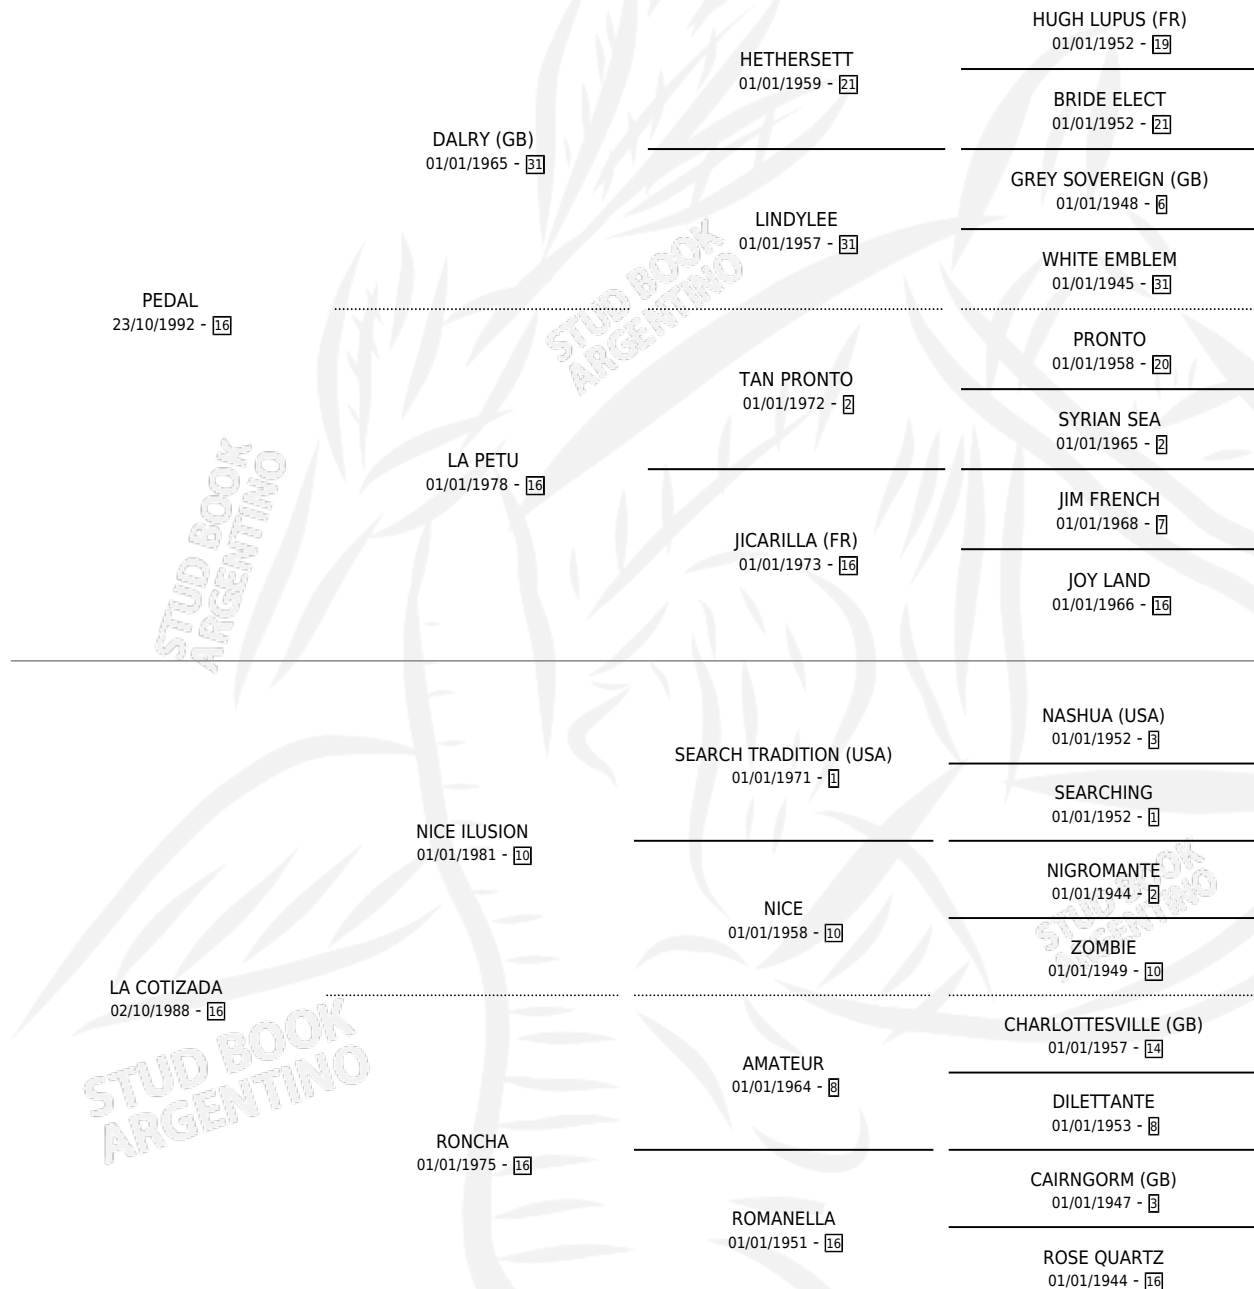 HUGH LUPUS (FR)
01/01/1952 - 19
HETHERSETT
01/01/1959 - 21
BRIDE ELECT
01/01/1952 - 21
DALRY (GB)
01/01/1965 - 31
GREY SOVEREIGN (GB)
01/01/1948 - 6
LINDYLEE
01/01/1957 - 31
WHITE EMBLEM
01/01/1945 - 31
PEDAL
23/10/1992 - 16
PRONTO
01/01/1958 - 20
TAN PRONTO
01/01/1972 - 2
SYRIAN SEA
01/01/1965 - 2
LA PETU
01/01/1978 - 16
JIM FRENCH
01/01/1968 - 7
JICARILLA (FR)
01/01/1973 - 16
JOY LAND
01/01/1966 - 16
NASHUA (USA)
01/01/1952 - 3
SEARCH TRADITION (USA)
01/01/1971 - 1
SEARCHING
01/01/1952 - 1
NICE ILUSION
01/01/1981 - 10
NIGROMANTE
01/01/1944 - 2
NICE
01/01/1958 - 10
ZOMBIE
01/01/1949 - 10
LA COTIZADA
02/10/1988 - 16
CHARLOTTESVILLE (GB)
01/01/1957 - 14
AMATEUR
01/01/1964 - 8
DILETTANTE
01/01/1953 - 8
RONCHA
01/01/1975 - 16
CAIRNGORM (GB)
01/01/1947 - 3
ROMANELLA
01/01/1951 - 16
ROSE QUARTZ
01/01/1944 - 16
STUD BOOK
ARGENTINO
STUD BOOK
ARGENTINO
STUD BOOK
ARGENTINO
STUD BOOK
ARGENTINO